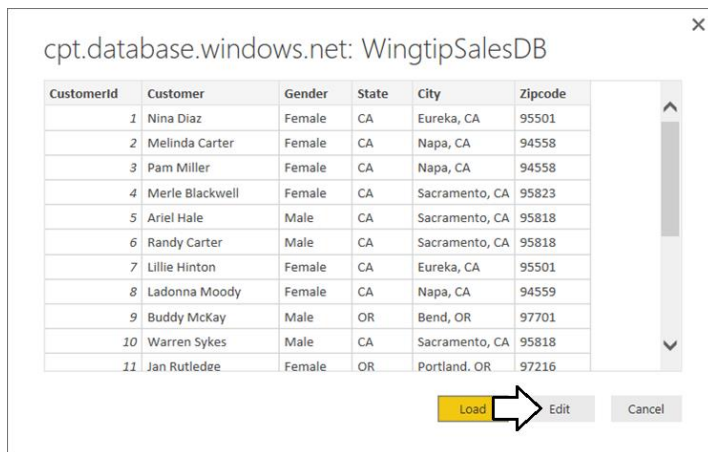 cpt.database.windows.net: WingtipSalesDB
CustomerId Customer Gender State City Zipcode
1 Nina Diaz Female CA Eureka, CA 95501
2 Melinda Carter Female CA Napa, CA 94558
3 Pam Miller Female CA Napa, CA 94558
4 Merle Blackwell Female CA Sacramento, CA 95823
5 Ariel Hale Male CA Sacramento, CA 95818
6 Randy Carter Male CA Sacramento, CA 95818
7 Lillie Hinton Female CA Eureka, CA 95501
8 Ladonna Moody Female CA Napa, CA 94559
9 Buddy McKay Male OR Bend, OR 97701
10 Warren Sykes Male CA Sacramento, CA 95818
11 Jan Rutledge Female OR Portland, OR 97216
Load Edit Cancel